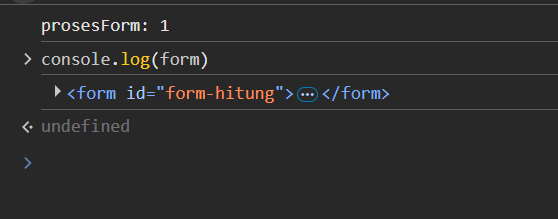 prosesForm: 1
console.log(form)
<form id="form-hitung">…</form>
undefined